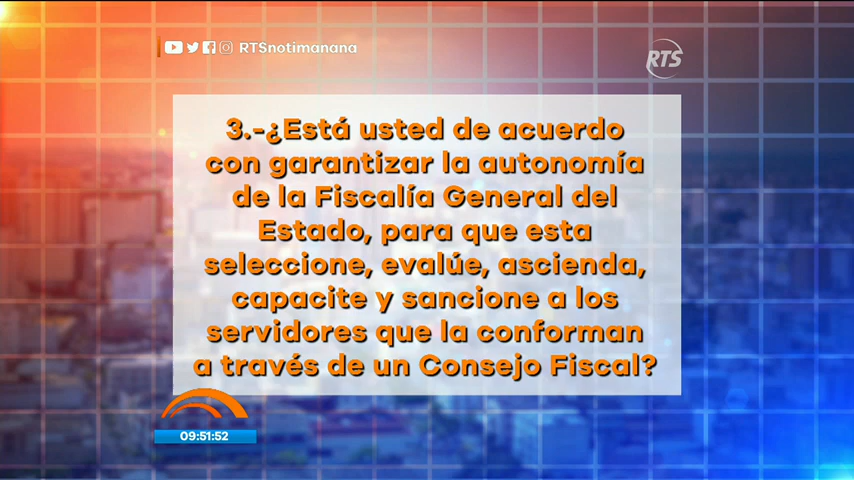 RTSnotimanana
RTS
3.-¿Está usted de acuerdo
con garantizar la autonomía
de la Fiscalía General del
Estado, para que esta
seleccione, evalúe, ascienda,
capacite y sancione a los
servidores que la conforman
a través de un Consejo Fiscal?
09:51:52